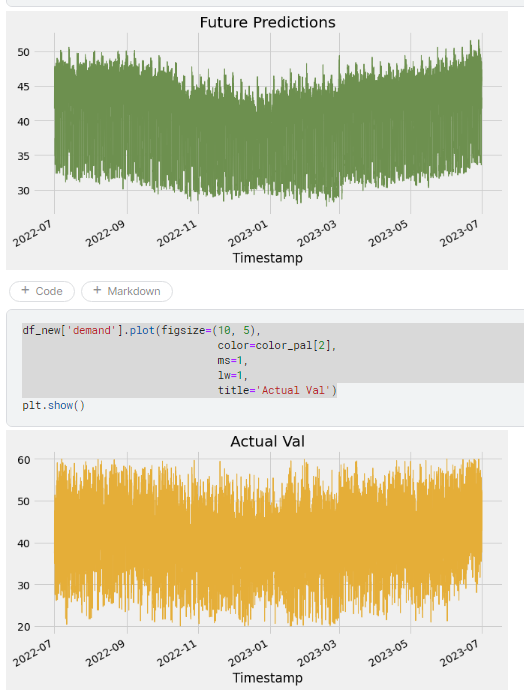 Future Predictions
50
45
40
35
30
2022-07
2022-09
2022-11
2023-01
2023-03
2023-05
2023-07
Timestamp
+ Code + Markdown
df_new['demand'].plot(figsize=(10, 5),
color=color_pal[2],
ms=1,
lw=1,
title='Actual Val')
plt.show()
Actual Val
60
50
40
30
20
2022-07
2022-09
2022-11
2023-01
2023-03
2023-05
2023-07
Timestamp